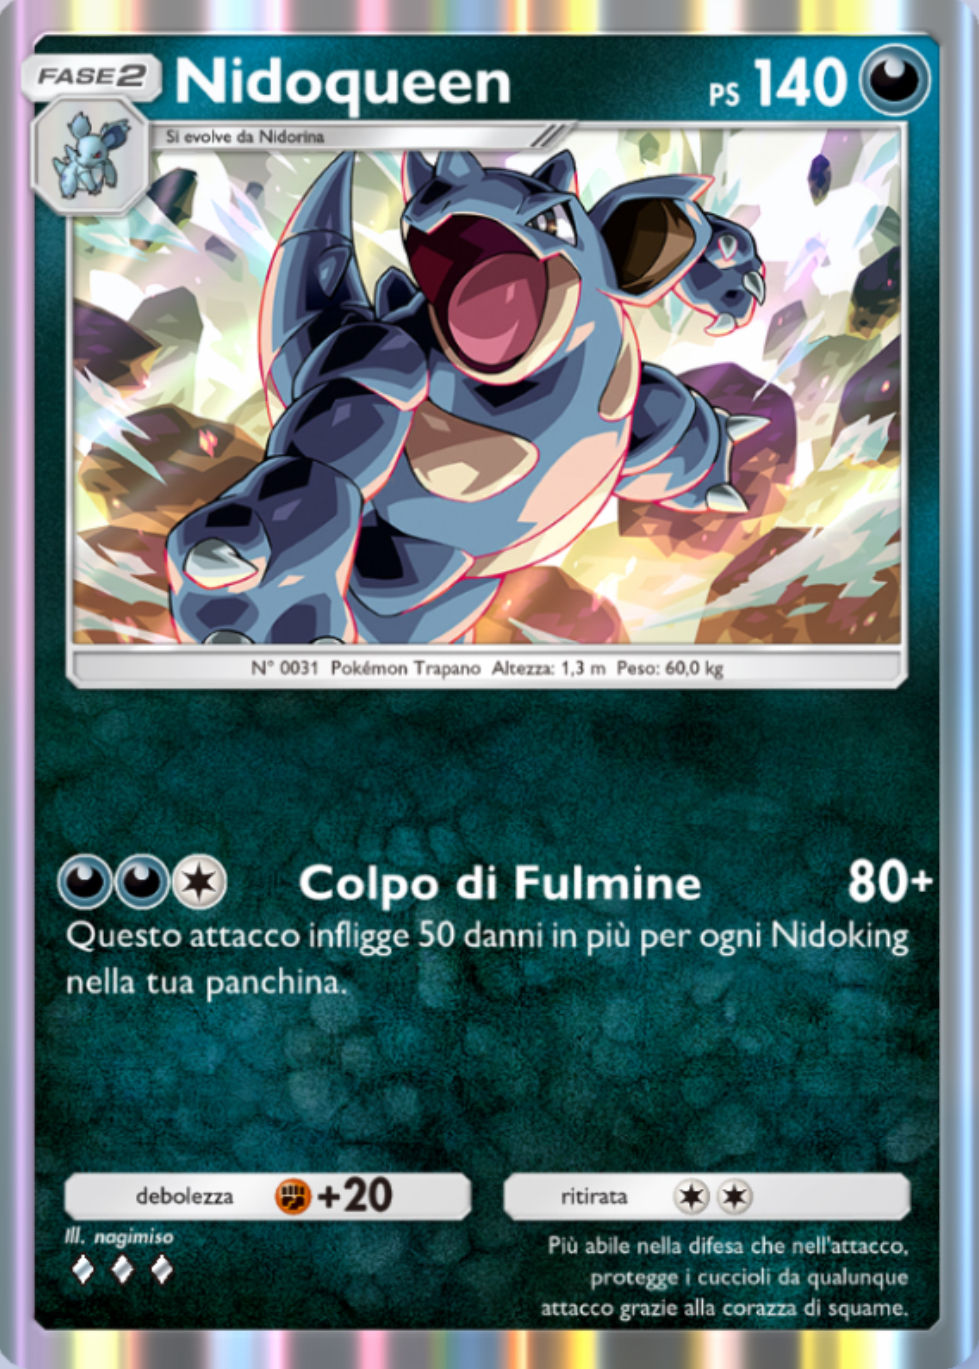 FASE 2 Nidoqueen PS 140
Si evolve da Nidorina
N° 0031 Pokémon Trapano Altezza: 1,3 m Peso: 60,0 kg
Colpo di Fulmine 80+
Questo attacco infligge 50 danni in più per ogni Nidoking
nella tua panchina.
debolezza +20 ritirata
Ill. nagimiso
Più abile nella difesa che nell'attacco,
protegge i cuccioli da qualunque
attacco grazie alla corazza di squame.